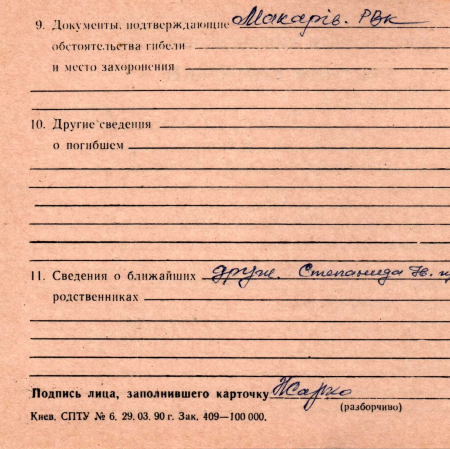 9. Документы, подтверждающие Макарів. РВК
обстоятельства гибели
и место захоронения
10. Другие сведения
о погибшем
11. Сведения о ближайших друж. Степанида
родственниках
Подпись лица, заполнившего карточку
(разборчиво)
Киев. СПТУ № 6. 29. 03. 90 г. Зак. 409—100 000.